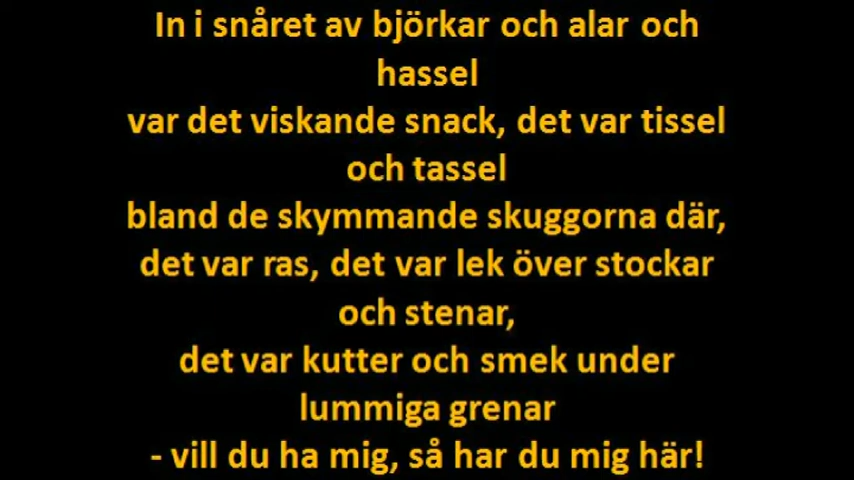 In i snåret av björkar och alar och
hassel
var det viskande snack, det var tissel
och tassel
bland de skymmande skuggorna där,
det var ras, det var lek över stockar
och stenar,
det var kutter och smek under
lummiga grenar
- vill du ha mig, så har du mig här!